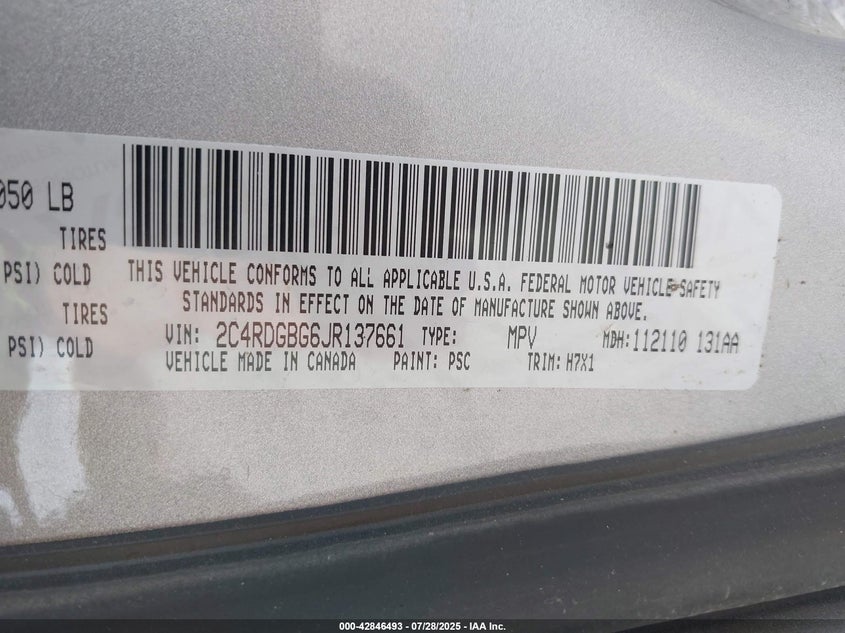 050 LB
TIRES
PSI) COLD
TIRES
PSI) COLD
THIS VEHICLE CONFORMS TO ALL APPLICABLE U.S.A. FEDERAL MOTOR VEHICLE SAFETY
STANDARDS IN EFFECT ON THE DATE OF MANUFACTURE SHOWN ABOVE.
VIN: 2C4RDGBG6JR137661 TYPE: MPV MDH: 112110 131AA
VEHICLE MADE IN CANADA PAINT: PSC TRIM: H7X1
000-42846493 - 07/28/2025 - IAA Inc.